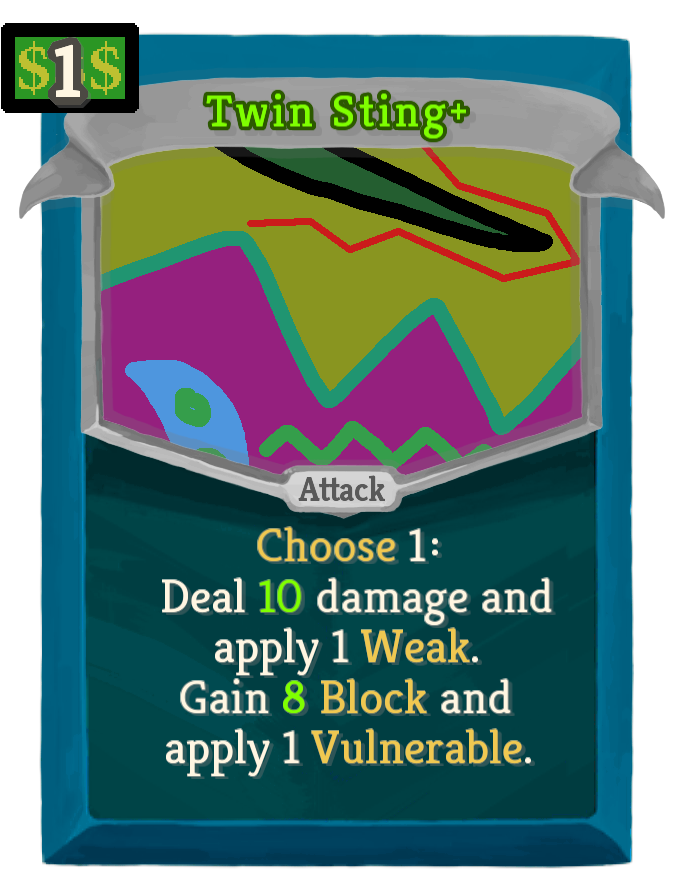 $1$
Twin Sting+
Attack
Choose 1:
Deal 10 damage and
apply 1 Weak.
Gain 8 Block and
apply 1 Vulnerable.